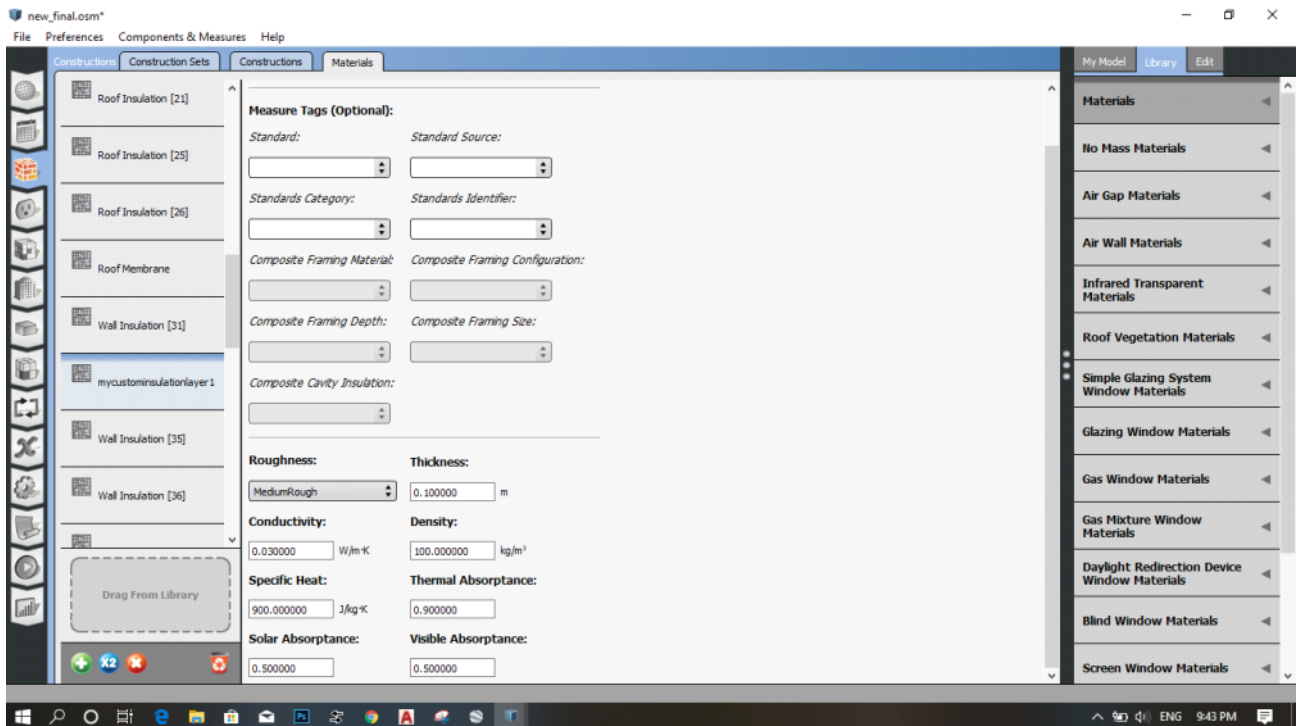 new_final.osm*
File Preferences Components & Measures Help
Constructions Construction Sets Constructions Materials
My Model Library Edit
Roof Insulation [21]
Roof Insulation [25]
Roof Insulation [26]
Roof Membrane
Wall Insulation [31]
mycustominsulationlayer1
Wall Insulation [35]
Wall Insulation [36]
Drag From Library
X2
Measure Tags (Optional):
Standard: Standard Source:
Standards Category: Standards Identifier:
Composite Framing Material: Composite Framing Configuration:
Composite Framing Depth: Composite Framing Size:
Composite Cavity Insulation:
Roughness: Thickness:
MediumRough 0.100000 m
Conductivity: Density:
0.030000 W/m·K 100.000000 kg/m³
Specific Heat: Thermal Absorptance:
900.000000 J/kg·K 0.900000
Solar Absorptance: Visible Absorptance:
0.500000 0.500000
Materials
No Mass Materials
Air Gap Materials
Air Wall Materials
Infrared Transparent
Materials
Roof Vegetation Materials
Simple Glazing System
Window Materials
Glazing Window Materials
Gas Window Materials
Gas Mixture Window
Materials
Daylight Redirection Device
Window Materials
Blind Window Materials
Screen Window Materials
Ps
ENG 9:43 PM